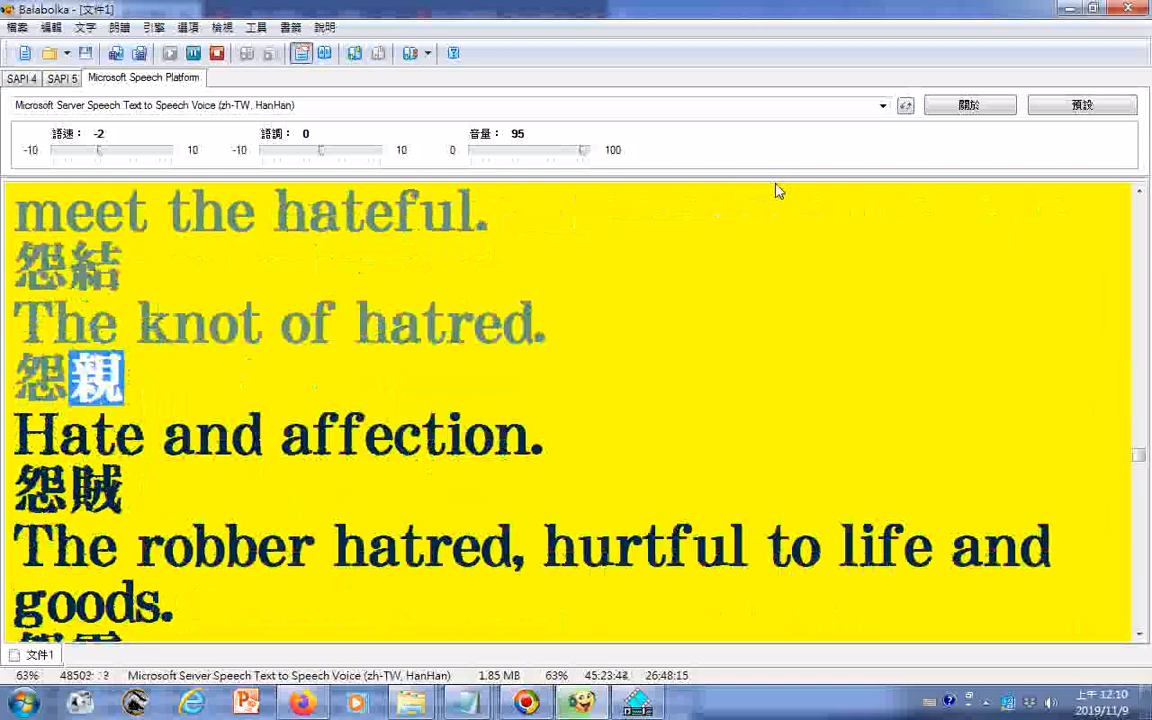 Balabolka - [文件1]
檔案 編輯 文字 朗讀 引擎 選項 檢視 工具 書籤 說明
SAPI 4 SAPI 5 Microsoft Speech Platform
Microsoft Server Speech Text to Speech Voice (zh-TW, HanHan) 關於 預設
語速： -2 語調： 0 音量： 95
-10 10 -10 10 0 100
meet the hateful.
怨結
The knot of hatred.
怨親
Hate and affection.
怨賊
The robber hatred, hurtful to life and
goods.
文件1
63% Microsoft Server Speech Text to Speech Voice (zh-TW, HanHan) 1.85 MB 63% 26:48:15
上午 12:10
2019/11/9